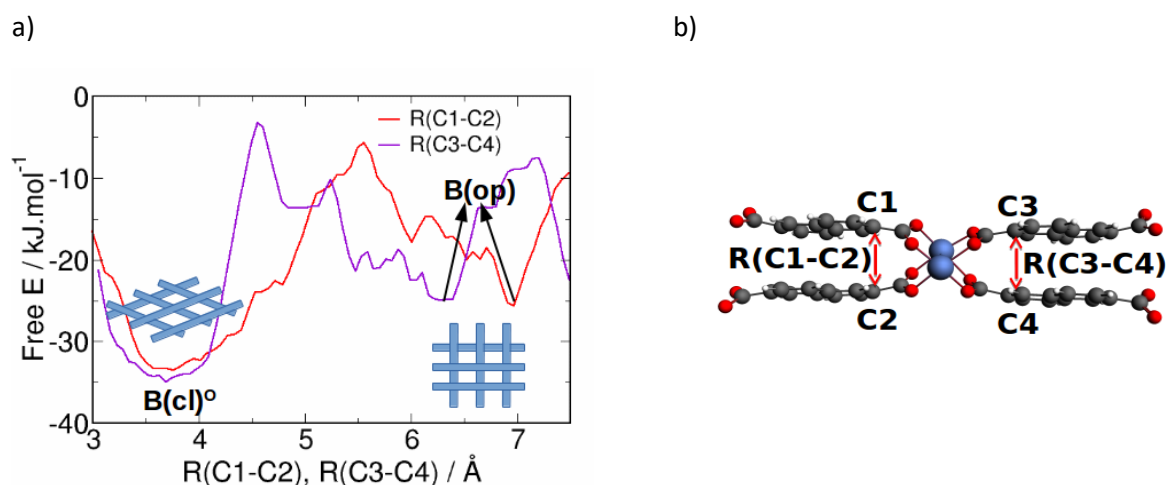 a)
b)
0
-10
-20
-30
-40
Free E / kJ.mol⁻¹
R(C1-C2)
R(C3-C4)
B(op)
B(cl)ᴼ
3
4
5
6
7
R(C1-C2), R(C3-C4) / Å
C1
C3
R(C1-C2)
R(C3-C4)
C2
C4